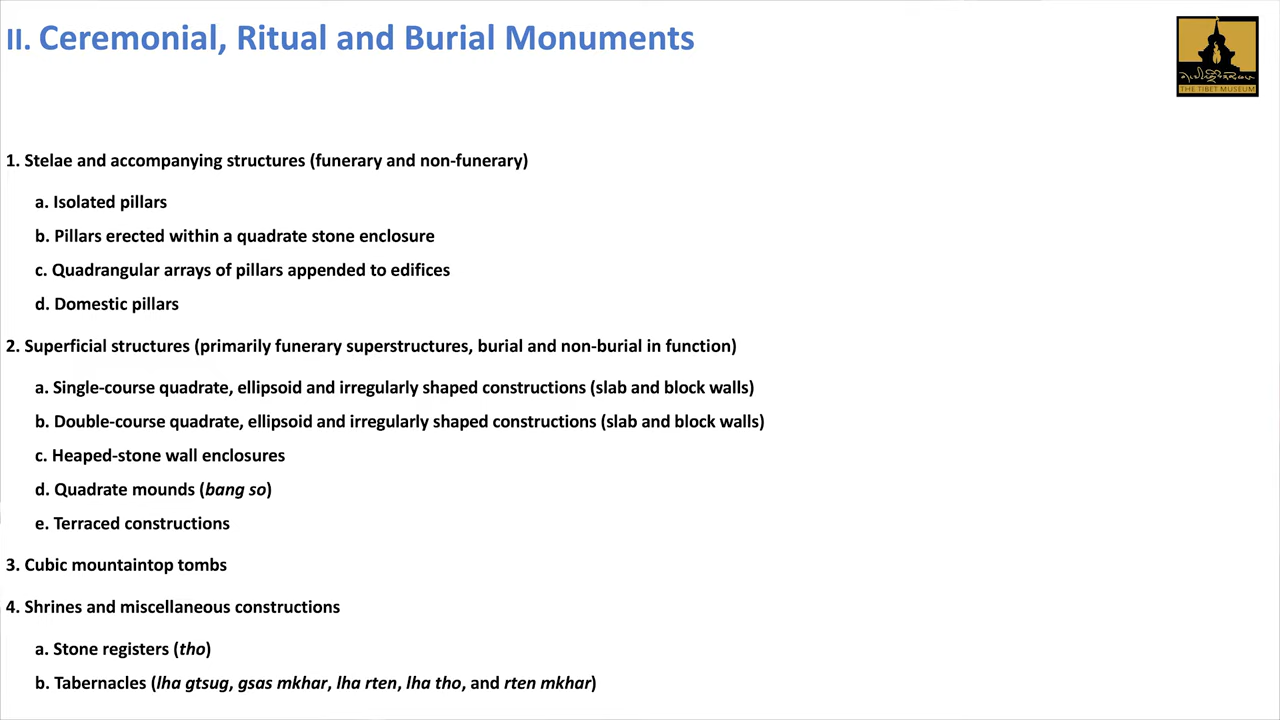 II. Ceremonial, Ritual and Burial Monuments
THE TIBET MUSEUM
1. Stelae and accompanying structures (funerary and non-funerary)
a. Isolated pillars
b. Pillars erected within a quadrate stone enclosure
c. Quadrangular arrays of pillars appended to edifices
d. Domestic pillars
2. Superficial structures (primarily funerary superstructures, burial and non-burial in function)
a. Single-course quadrate, ellipsoid and irregularly shaped constructions (slab and block walls)
b. Double-course quadrate, ellipsoid and irregularly shaped constructions (slab and block walls)
c. Heaped-stone wall enclosures
d. Quadrate mounds (bang so)
e. Terraced constructions
3. Cubic mountaintop tombs
4. Shrines and miscellaneous constructions
a. Stone registers (tho)
b. Tabernacles (lha gtsug, gsas mkhar, lha rten, lha tho, and rten mkhar)